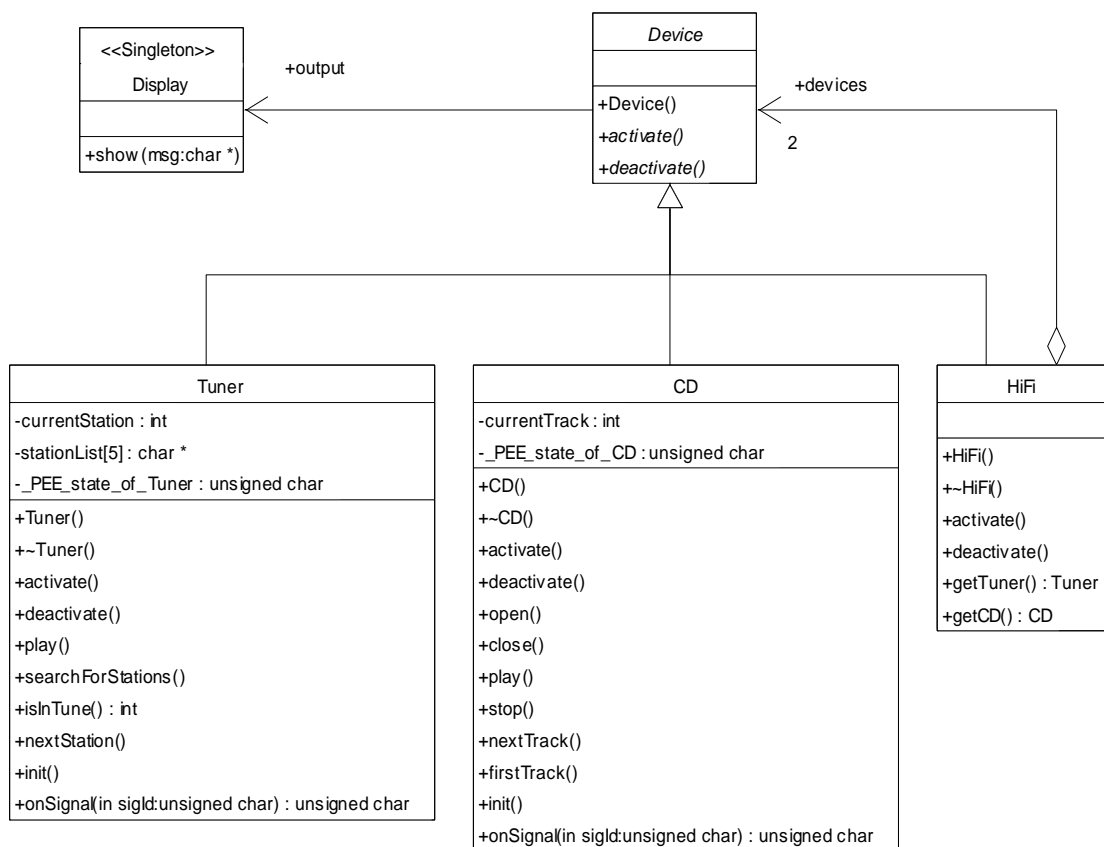 <<Singleton>>
Display
+show(msg:char *)
+output
Device
+Device()
+activate()
+deactivate()
+devices
2
Tuner
-currentStation : int
-stationList[5] : char *
-_PEE_state_of_Tuner : unsigned char
+Tuner()
+~Tuner()
+activate()
+deactivate()
+play()
+searchForStations()
+isInTune() : int
+nextStation()
+init()
+onSignal(in sigId:unsigned char) : unsigned char
CD
-currentTrack : int
-_PEE_state_of_CD : unsigned char
+CD()
+~CD()
+activate()
+deactivate()
+open()
+close()
+play()
+stop()
+nextTrack()
+firstTrack()
+init()
+onSignal(in sigId:unsigned char) : unsigned char
HiFi
+HiFi()
+~HiFi()
+activate()
+deactivate()
+getTuner() : Tuner
+getCD() : CD